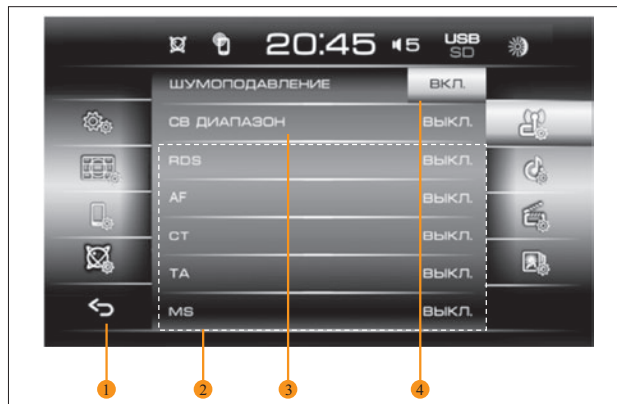 20:45 5 USB
SD
ШУМОПОДАВЛЕНИЕ ВКЛ.
СВ ДИАПАЗОН ВЫКЛ.
RDS ВЫКЛ.
AF ВЫКЛ.
CT ВЫКЛ.
TA ВЫКЛ.
MS ВЫКЛ.
1 2 3 4